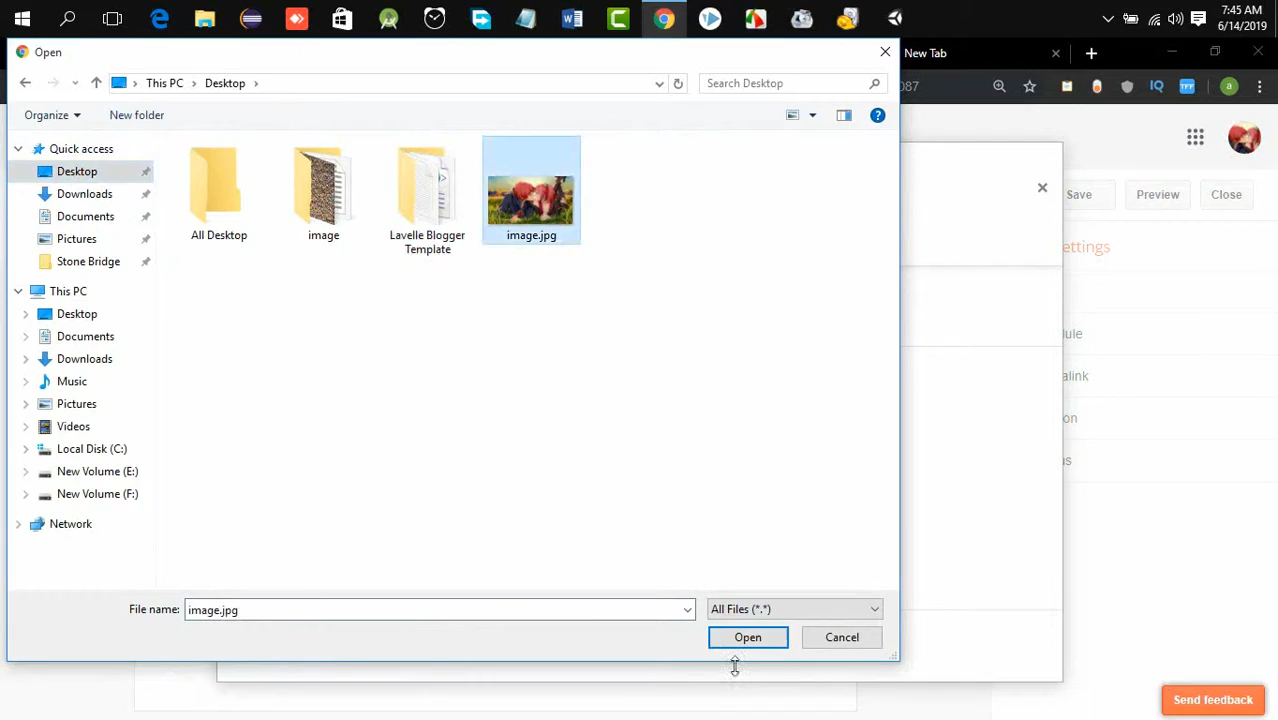 7:45 AM
6/14/2019
Open
New Tab
This PC
Desktop
Search Desktop
087
a
Organize
New folder
Quick access
Desktop
Downloads
Documents
Pictures
Stone Bridge
This PC
Desktop
Documents
Downloads
Music
Pictures
Videos
Local Disk (C:)
New Volume (E:)
New Volume (F:)
Network
All Desktop
image
Lavelle Blogger
Template
image.jpg
Save
Preview
Close
ettings
lule
alink
on
ns
File name:
image.jpg
All Files (*.*)
Open
Cancel
Send feedback